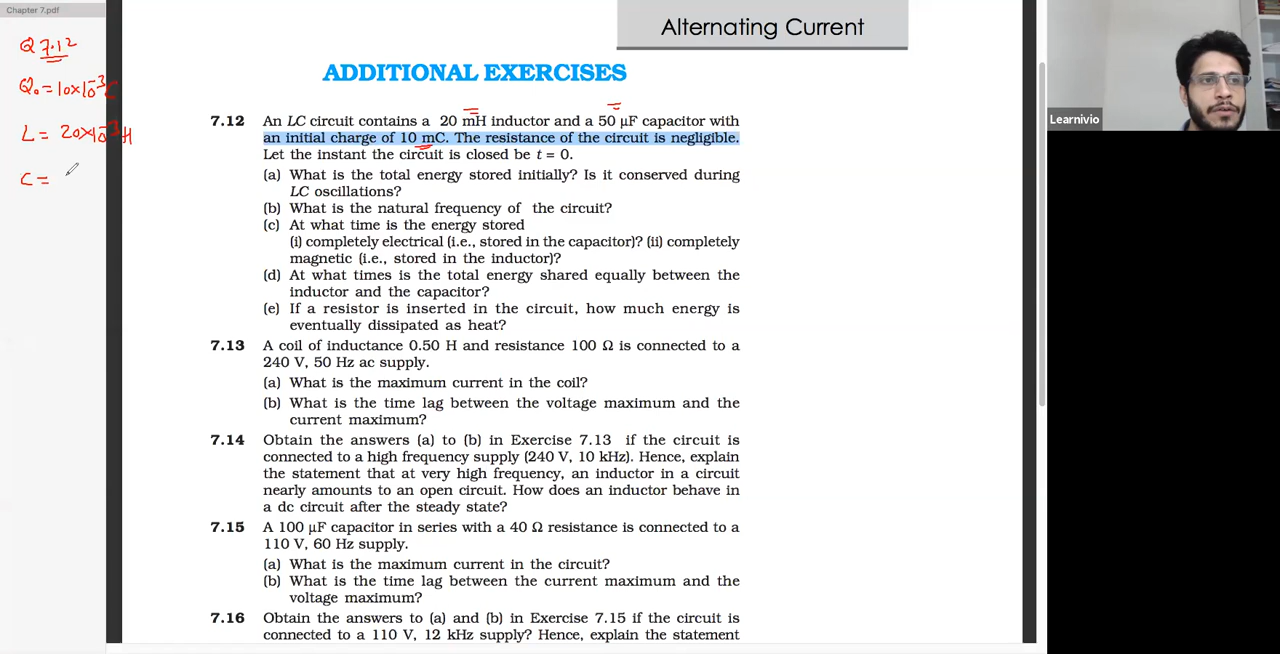 Chapter 7.pdf
Q 7.12
Q₀ = 10×10⁻³ C
L = 20×10⁻³ H
C =
Alternating Current
ADDITIONAL EXERCISES
7.12 An LC circuit contains a 20 mH inductor and a 50 μF capacitor with
an initial charge of 10 mC. The resistance of the circuit is negligible.
Let the instant the circuit is closed be t = 0.
(a) What is the total energy stored initially? Is it conserved during
LC oscillations?
(b) What is the natural frequency of the circuit?
(c) At what time is the energy stored
(i) completely electrical (i.e., stored in the capacitor)? (ii) completely
magnetic (i.e., stored in the inductor)?
(d) At what times is the total energy shared equally between the
inductor and the capacitor?
(e) If a resistor is inserted in the circuit, how much energy is
eventually dissipated as heat?
7.13 A coil of inductance 0.50 H and resistance 100 Ω is connected to a
240 V, 50 Hz ac supply.
(a) What is the maximum current in the coil?
(b) What is the time lag between the voltage maximum and the
current maximum?
7.14 Obtain the answers (a) to (b) in Exercise 7.13 if the circuit is
connected to a high frequency supply (240 V, 10 kHz). Hence, explain
the statement that at very high frequency, an inductor in a circuit
nearly amounts to an open circuit. How does an inductor behave in
a dc circuit after the steady state?
7.15 A 100 μF capacitor in series with a 40 Ω resistance is connected to a
110 V, 60 Hz supply.
(a) What is the maximum current in the circuit?
(b) What is the time lag between the current maximum and the
voltage maximum?
7.16 Obtain the answers to (a) and (b) in Exercise 7.15 if the circuit is
connected to a 110 V, 12 kHz supply? Hence, explain the statement
Learnivio